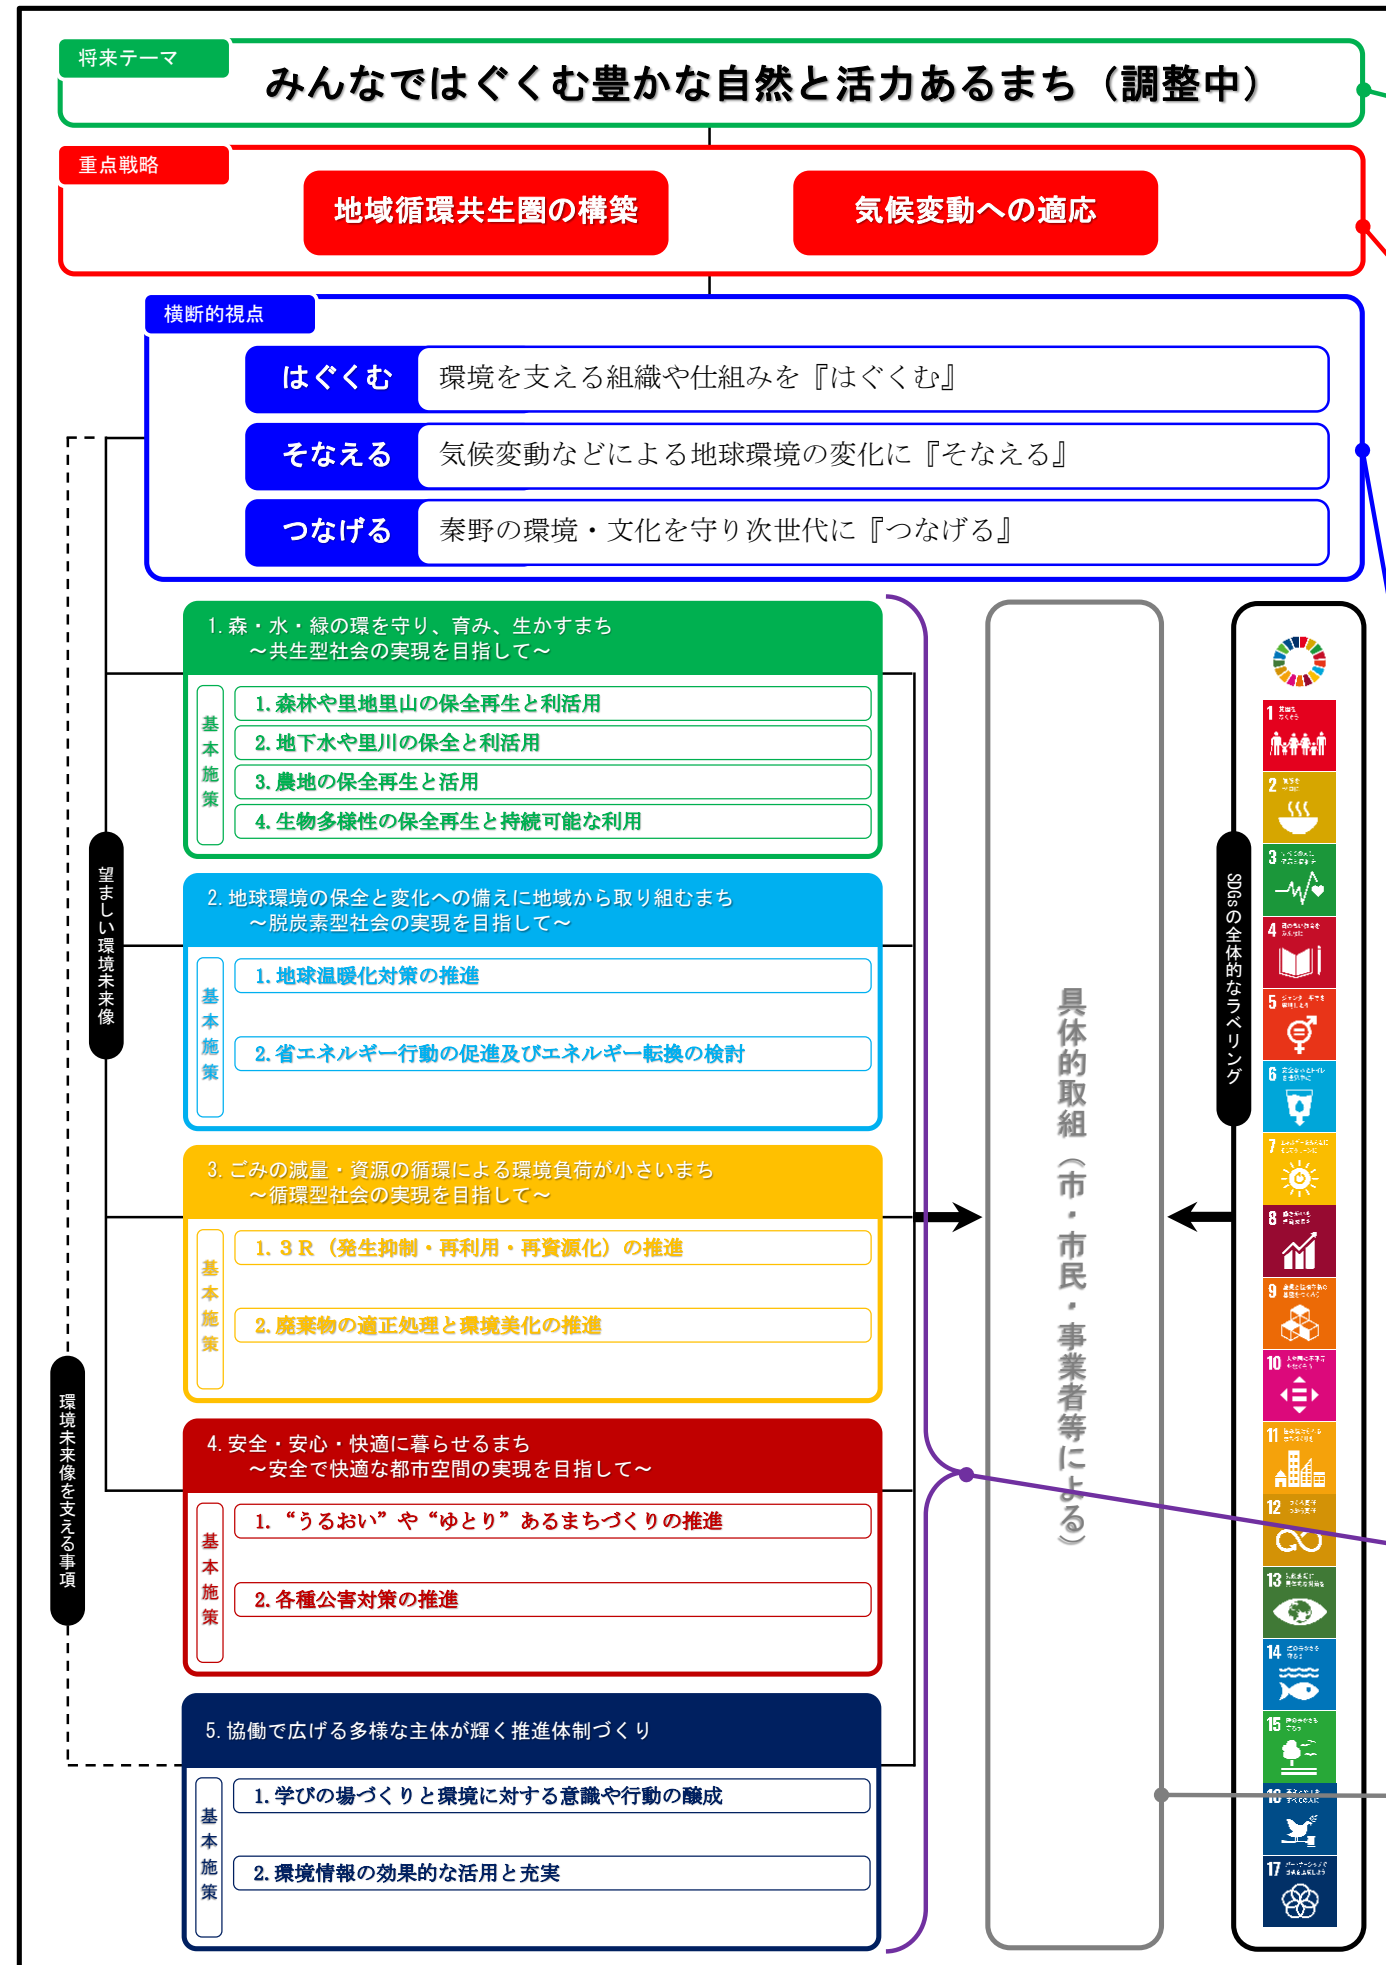 将来テーマ
みんなではぐくむ豊かな自然と活力あるまち（調整中）
重点戦略
地域循環共生圏の構築
気候変動への適応
横断的視点
はぐくむ
環境を支える組織や仕組みを『はぐくむ』
そなえる
気候変動などによる地球環境の変化に『そなえる』
つなげる
秦野の環境・文化を守り次世代に『つなげる』
望ましい環境未来像
環境未来像を支える事項
1. 森・水・緑の環を守り、育み、生かすまち
～共生型社会の実現を目指して～
基本施策
1. 森林や里地里山の保全再生と利活用
2. 地下水や里川の保全と利活用
3. 農地の保全再生と活用
4. 生物多様性の保全再生と持続可能な利用
2. 地球環境の保全と変化への備えに地域から取り組むまち
～脱炭素型社会の実現を目指して～
基本施策
1. 地球温暖化対策の推進
2. 省エネルギー行動の促進及びエネルギー転換の検討
3. ごみの減量・資源の循環による環境負荷が小さいまち
～循環型社会の実現を目指して～
基本施策
1. ３Ｒ（発生抑制・再利用・再資源化）の推進
2. 廃棄物の適正処理と環境美化の推進
4. 安全・安心・快適に暮らせるまち
～安全で快適な都市空間の実現を目指して～
基本施策
1. “うるおい”や“ゆとり”あるまちづくりの推進
2. 各種公害対策の推進
5. 協働で広げる多様な主体が輝く推進体制づくり
基本施策
1. 学びの場づくりと環境に対する意識や行動の醸成
2. 環境情報の効果的な活用と充実
具体的取組（市・市民・事業者等による）
SDGsの全体的なラベリング
1
2
3
4
5
6
7
8
9
10
11
12
13
14
15
16
17